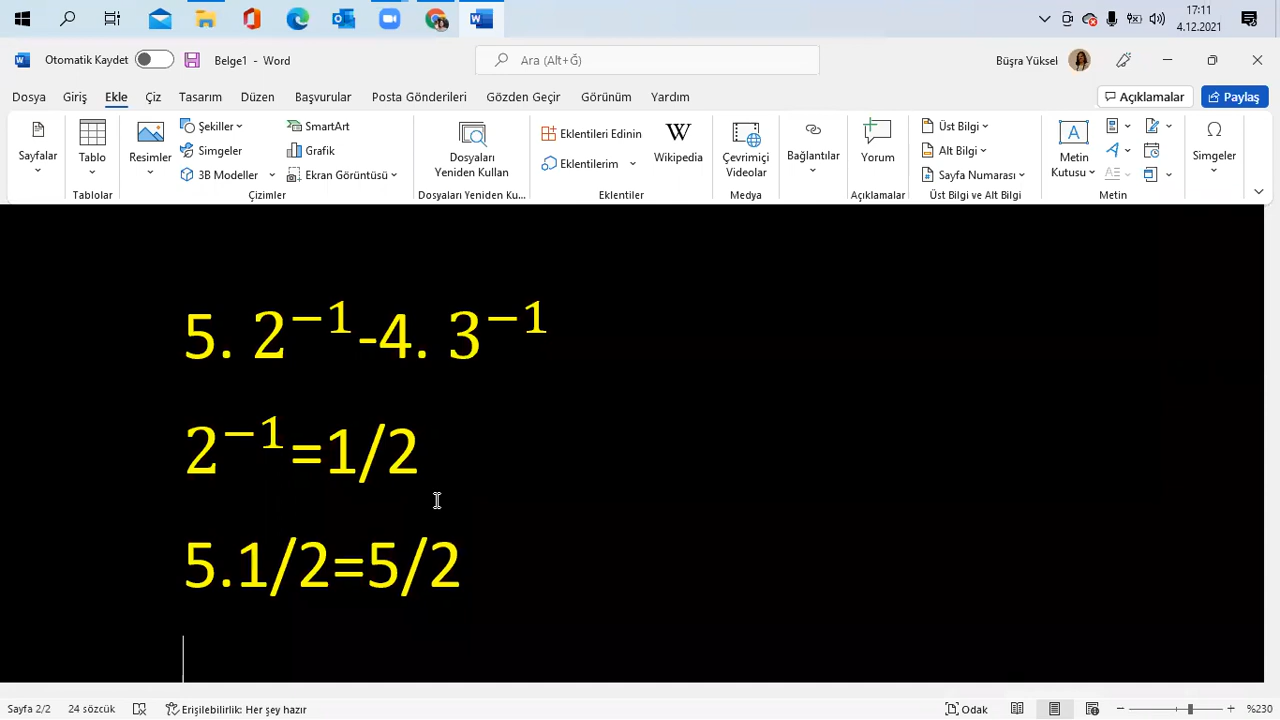 17:11
4.12.2021
Otomatik Kaydet
Belge1 - Word
Ara (Alt+Ğ)
Büşra Yüksel
Dosya Giriş Ekle Çiz Tasarım Düzen Başvurular Posta Gönderileri Gözden Geçir Görünüm Yardım
Açıklamalar Paylaş
Sayfalar
Tablo
Resimler
Şekiller
Simgeler
3B Modeller
SmartArt
Grafik
Ekran Görüntüsü
Dosyaları
Yeniden Kullan
Eklentileri Edinin
Eklentilerim
Wikipedia
Çevrimiçi
Videolar
Bağlantılar
Yorum
Üst Bilgi
Alt Bilgi
Sayfa Numarası
Metin
Kutusu
Simgeler
Tablolar Çizimler Dosyaları Yeniden Ku... Eklentiler Medya Açıklamalar Üst Bilgi ve Alt Bilgi Metin
5. 2⁻¹-4. 3⁻¹
2⁻¹=1/2
5.1/2=5/2
Sayfa 2/2 24 sözcük Erişilebilirlik: Her şey hazır Odak %230